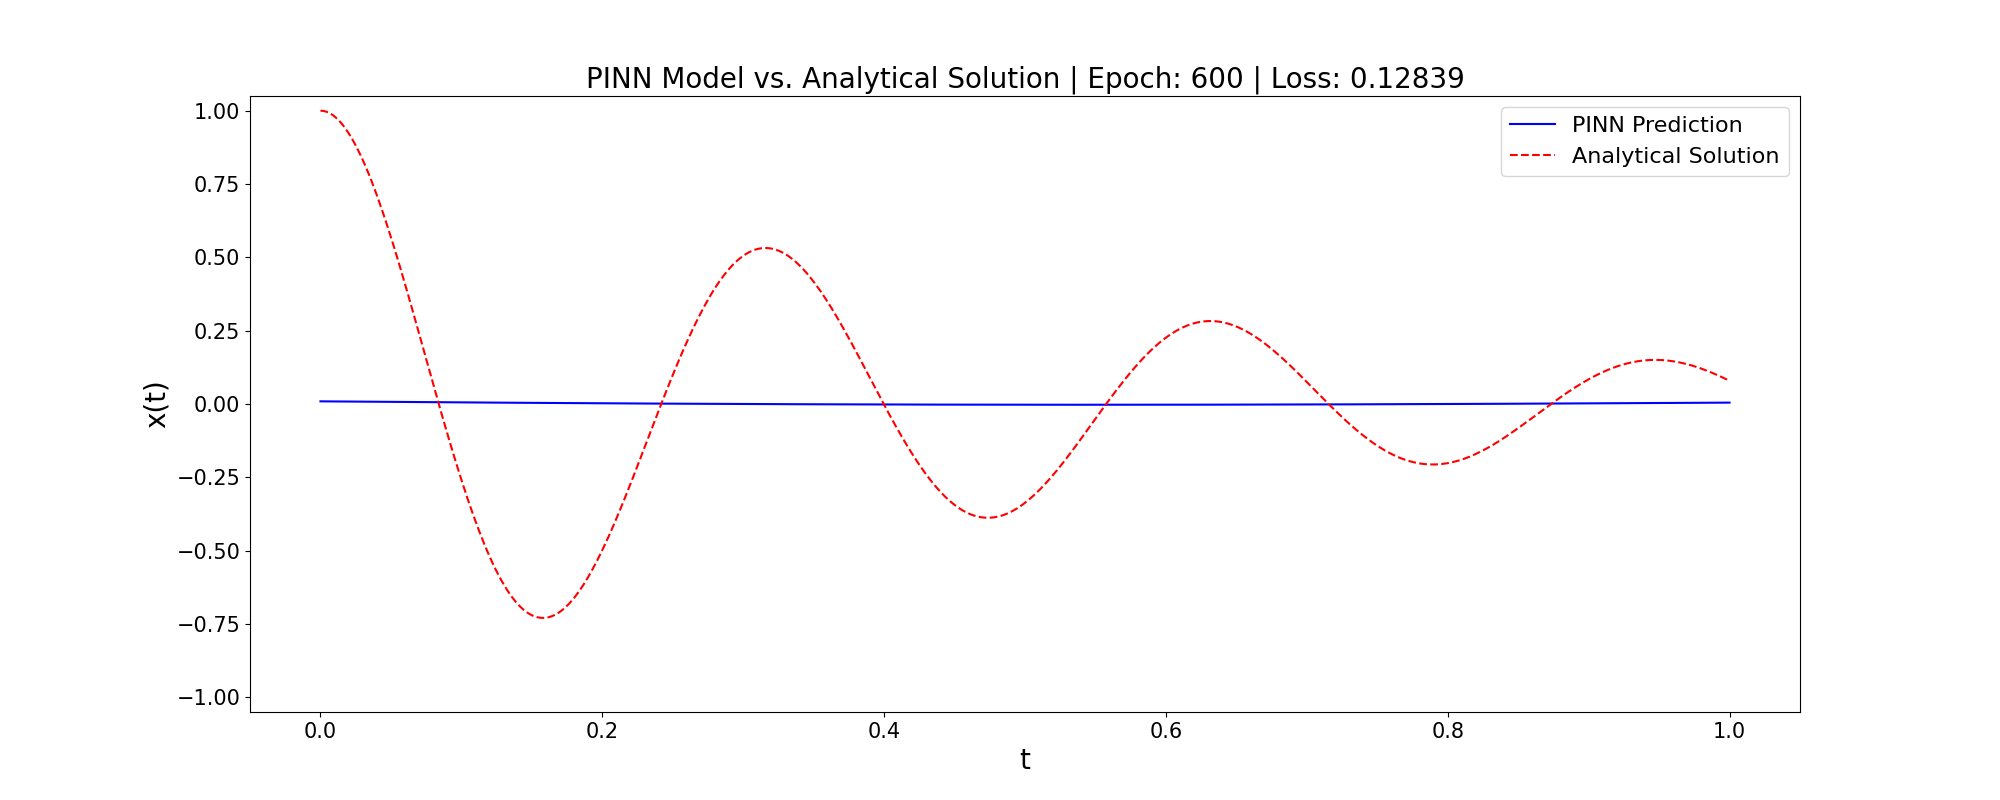 PINN Model vs. Analytical Solution | Epoch: 600 | Loss: 0.12839
PINN Prediction
Analytical Solution
1.00
0.75
0.50
0.25
0.00
−0.25
−0.50
−0.75
−1.00
x(t)
0.0 0.2 0.4 0.6 0.8 1.0
t